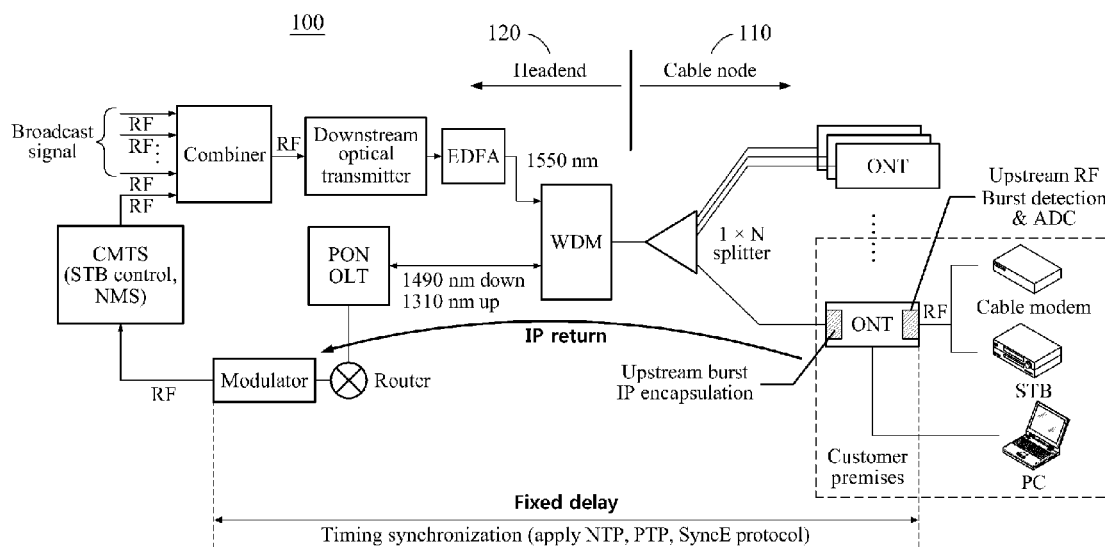 100
120
110
Headend
Cable node
Broadcast
signal
RF
RF
RF
RF
Combiner
RF
Downstream
optical
transmitter
EDFA
1550 nm
ONT
Upstream RF
Burst detection
& ADC
CMTS
(STB control,
NMS)
PON
OLT
1490 nm down
1310 nm up
WDM
1 × N
splitter
ONT
RF
Cable modem
IP return
RF
Modulator
Router
Upstream burst
IP encapsulation
STB
Customer
premises
PC
Fixed delay
Timing synchronization (apply NTP, PTP, SyncE protocol)